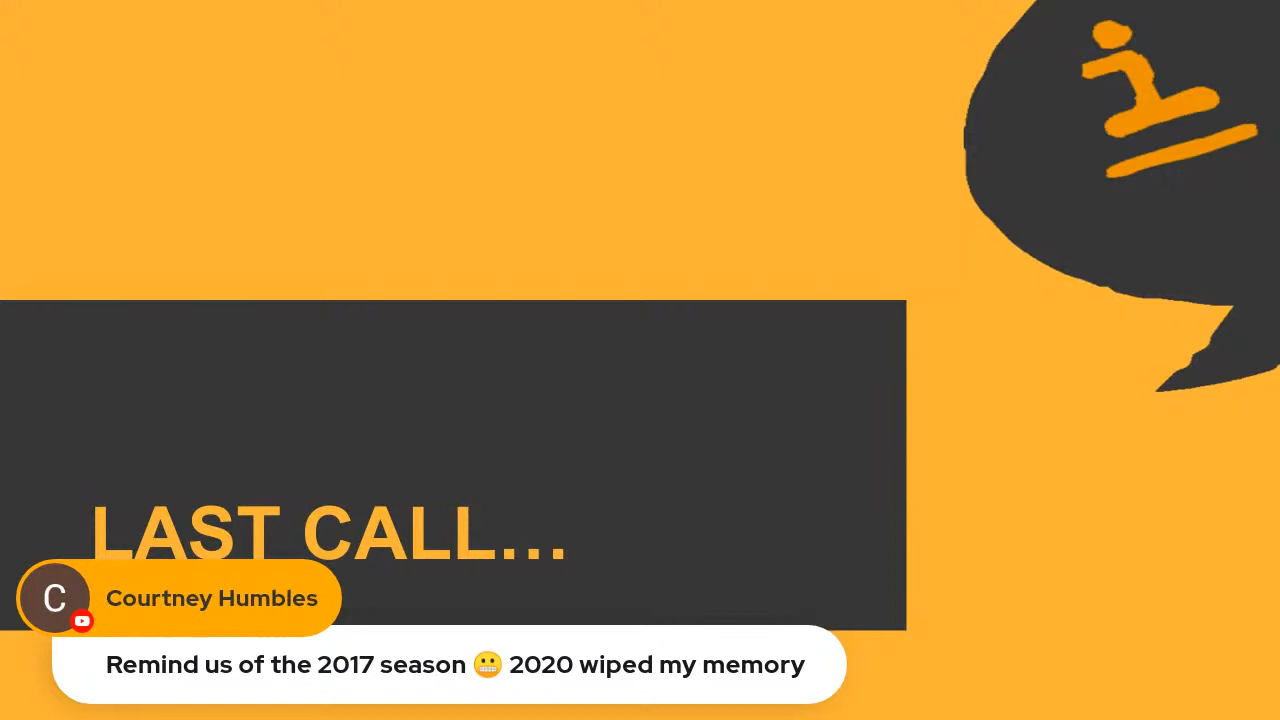 LAST CALL...
C
Courtney Humbles
Remind us of the 2017 season 😬 2020 wiped my memory